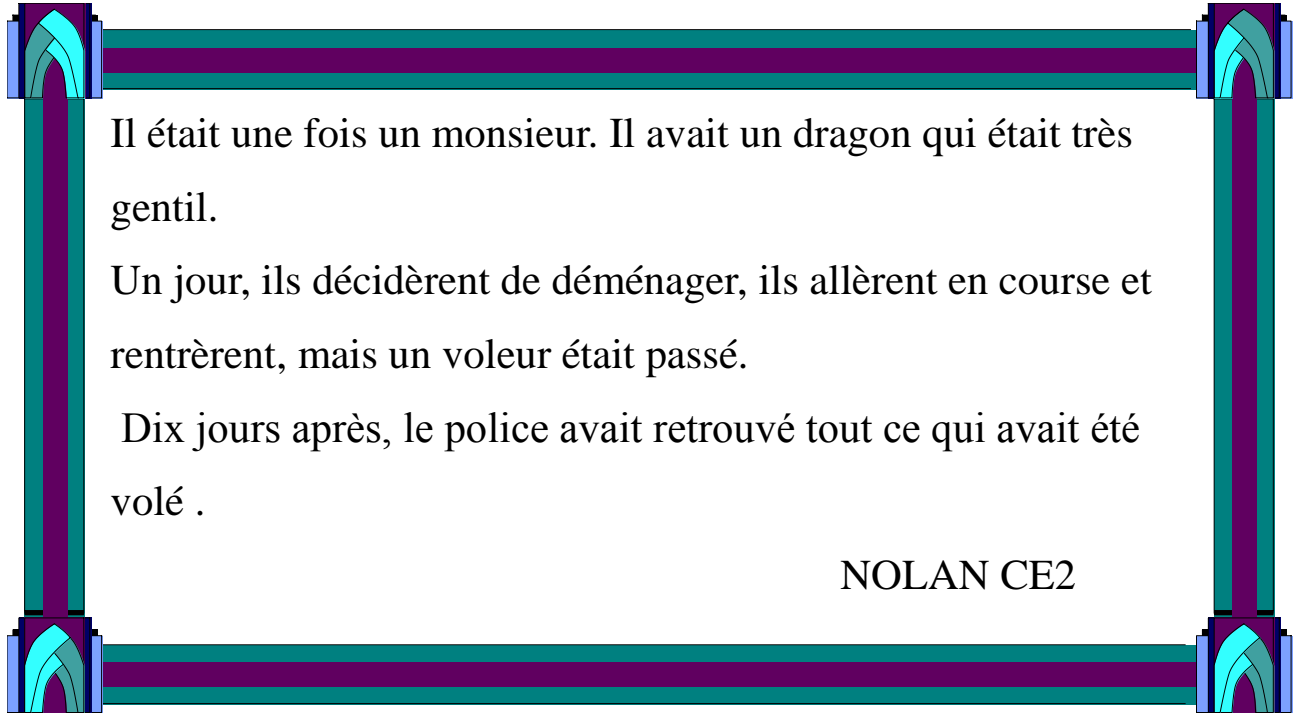 Il était une fois un monsieur. Il avait un dragon qui était très
gentil.
Un jour, ils décidèrent de déménager, ils allèrent en course et
rentrèrent, mais un voleur était passé.
Dix jours après, le police avait retrouvé tout ce qui avait été
volé .
NOLAN CE2